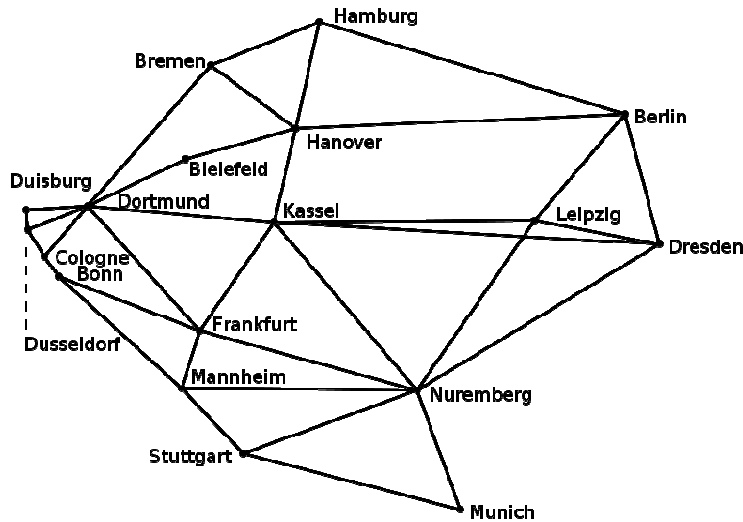 Hamburg
Bremen
Berlin
Hanover
Bielefeld
Duisburg
Dortmund
Kassel
Leipzig
Dresden
Cologne
Bonn
Frankfurt
Dusseldorf
Mannheim
Nuremberg
Stuttgart
Munich